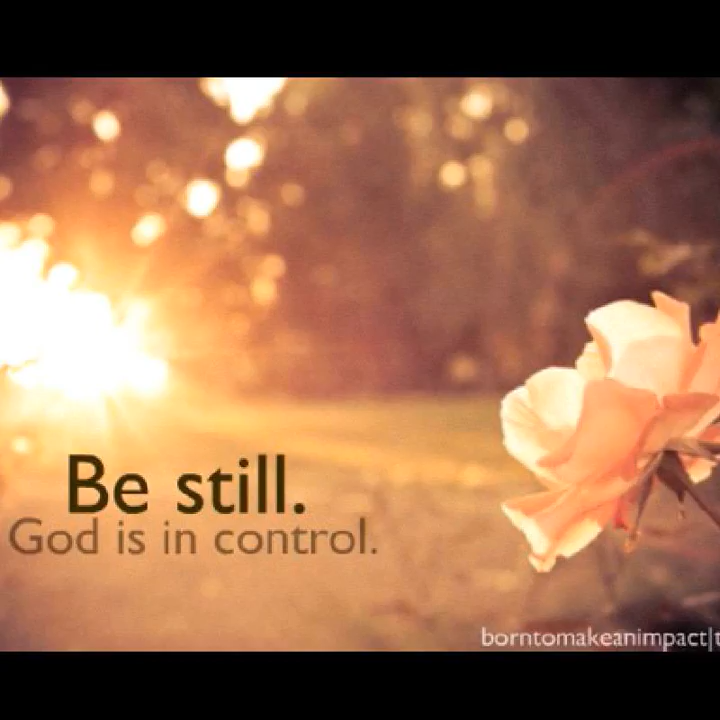 Be still.
God is in control.
borntomakeanimpact|